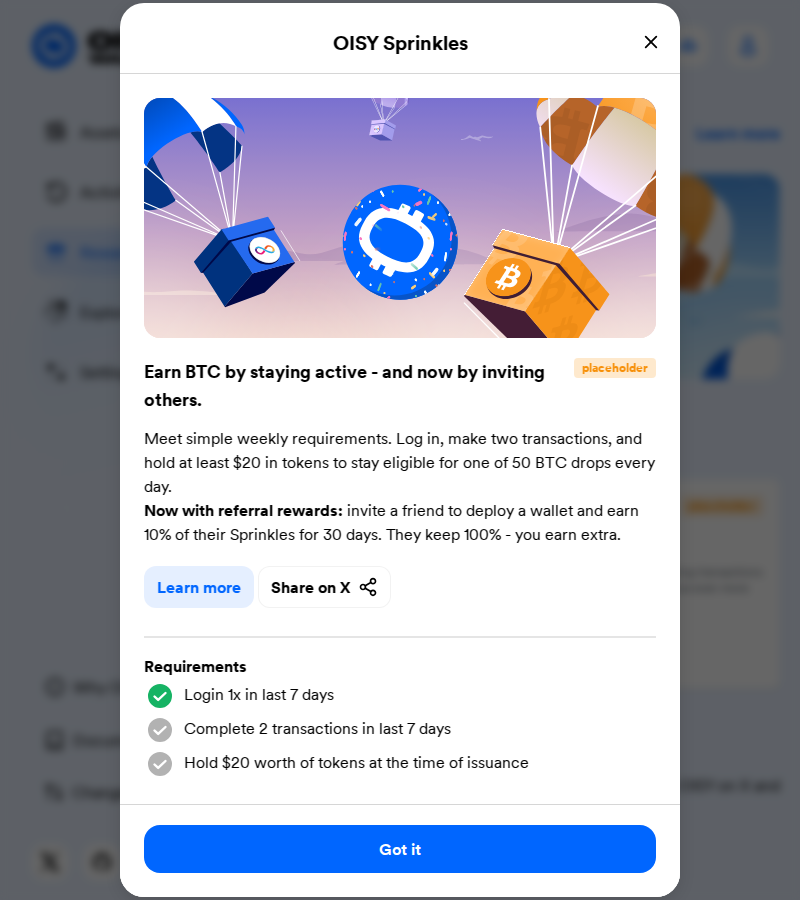 OISY Sprinkles
Earn BTC by staying active - and now by inviting
others.
placeholder
Meet simple weekly requirements. Log in, make two transactions, and
hold at least $20 in tokens to stay eligible for one of 50 BTC drops every
day.
Now with referral rewards: invite a friend to deploy a wallet and earn
10% of their Sprinkles for 30 days. They keep 100% - you earn extra.
Learn more
Share on X
Requirements
Login 1x in last 7 days
Complete 2 transactions in last 7 days
Hold $20 worth of tokens at the time of issuance
Got it